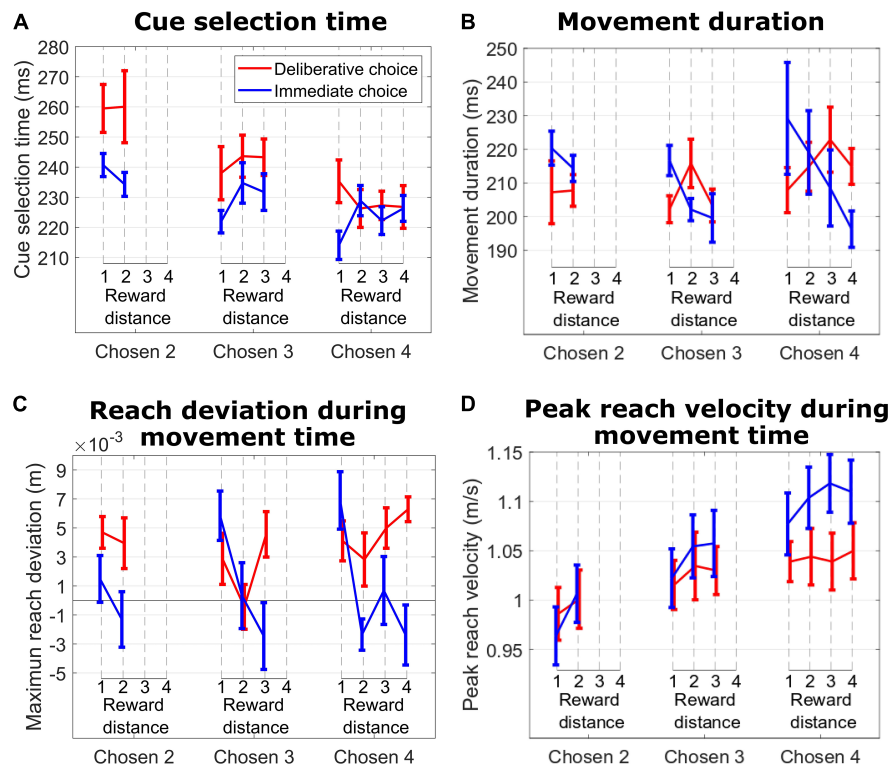 A
Cue selection time
Cue selection time (ms)
280
270
260
250
240
230
220
210
Deliberative choice
Immediate choice
1 2 3 4
Reward
distance
1 2 3 4
Reward
distance
1 2 3 4
Reward
distance
Chosen 2
Chosen 3
Chosen 4
B
Movement duration
Movement duration (ms)
250
240
230
220
210
200
190
1 2 3 4
Reward
distance
1 2 3 4
Reward
distance
1 2 3 4
Reward
distance
Chosen 2
Chosen 3
Chosen 4
C
Reach deviation during
movement time
×10-3
Maximun reach deviation (m)
9
7
5
3
1
-1
-3
-5
1 2 3 4
Reward
distance
1 2 3 4
Reward
distance
1 2 3 4
Reward
distance
Chosen 2
Chosen 3
Chosen 4
D
Peak reach velocity during
movement time
Peak reach velocity (m/s)
1.15
1.1
1.05
1
0.95
1 2 3 4
Reward
distance
1 2 3 4
Reward
distance
1 2 3 4
Reward
distance
Chosen 2
Chosen 3
Chosen 4